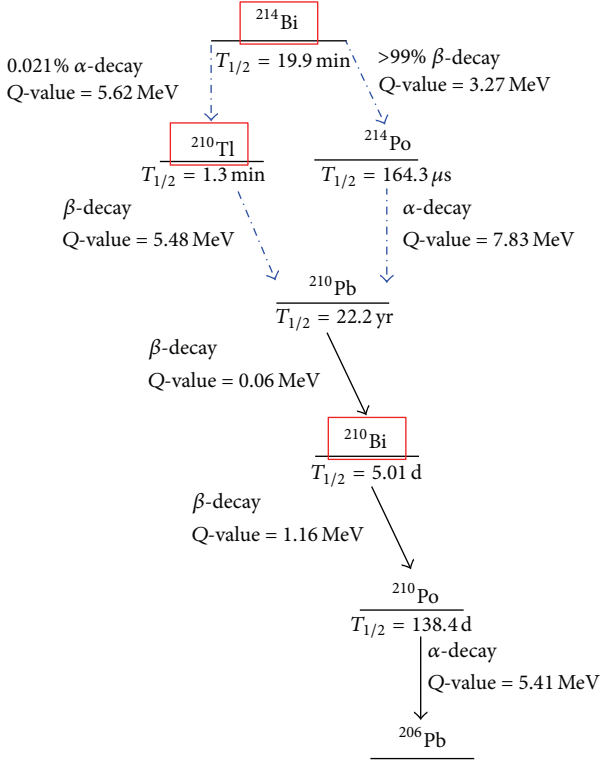 ²¹⁴Bi
T₁/₂ = 19.9 min
0.021% α-decay
Q-value = 5.62 MeV
>99% β-decay
Q-value = 3.27 MeV
²¹⁰Tl
T₁/₂ = 1.3 min
²¹⁴Po
T₁/₂ = 164.3 μs
β-decay
Q-value = 5.48 MeV
α-decay
Q-value = 7.83 MeV
²¹⁰Pb
T₁/₂ = 22.2 yr
β-decay
Q-value = 0.06 MeV
²¹⁰Bi
T₁/₂ = 5.01 d
β-decay
Q-value = 1.16 MeV
²¹⁰Po
T₁/₂ = 138.4 d
α-decay
Q-value = 5.41 MeV
²⁰⁶Pb